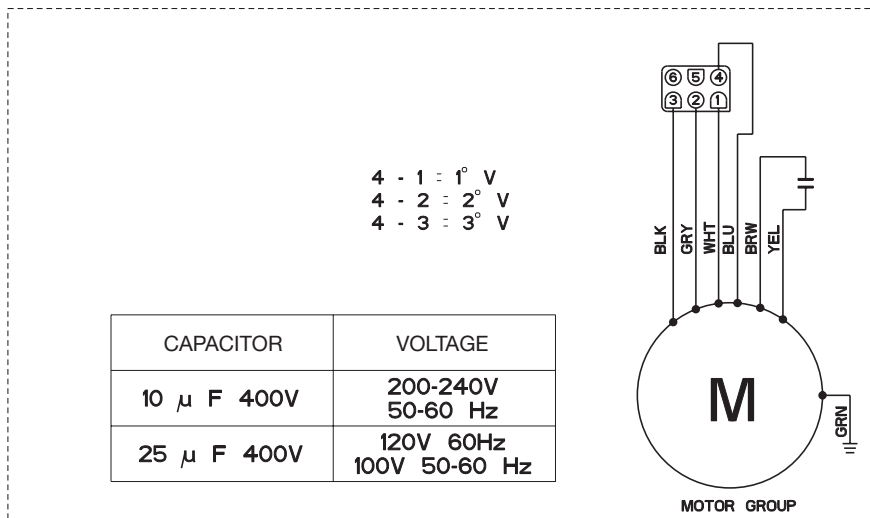 6 5 4
3 2 1
4 - 1 = 1° V
4 - 2 = 2° V
4 - 3 = 3° V
BLK
GRY
WHT
BLU
BRW
YEL
CAPACITOR VOLTAGE
10 µ F 400V 200-240V
50-60 Hz
25 µ F 400V 120V 60Hz
100V 50-60 Hz
M
GRN
MOTOR GROUP